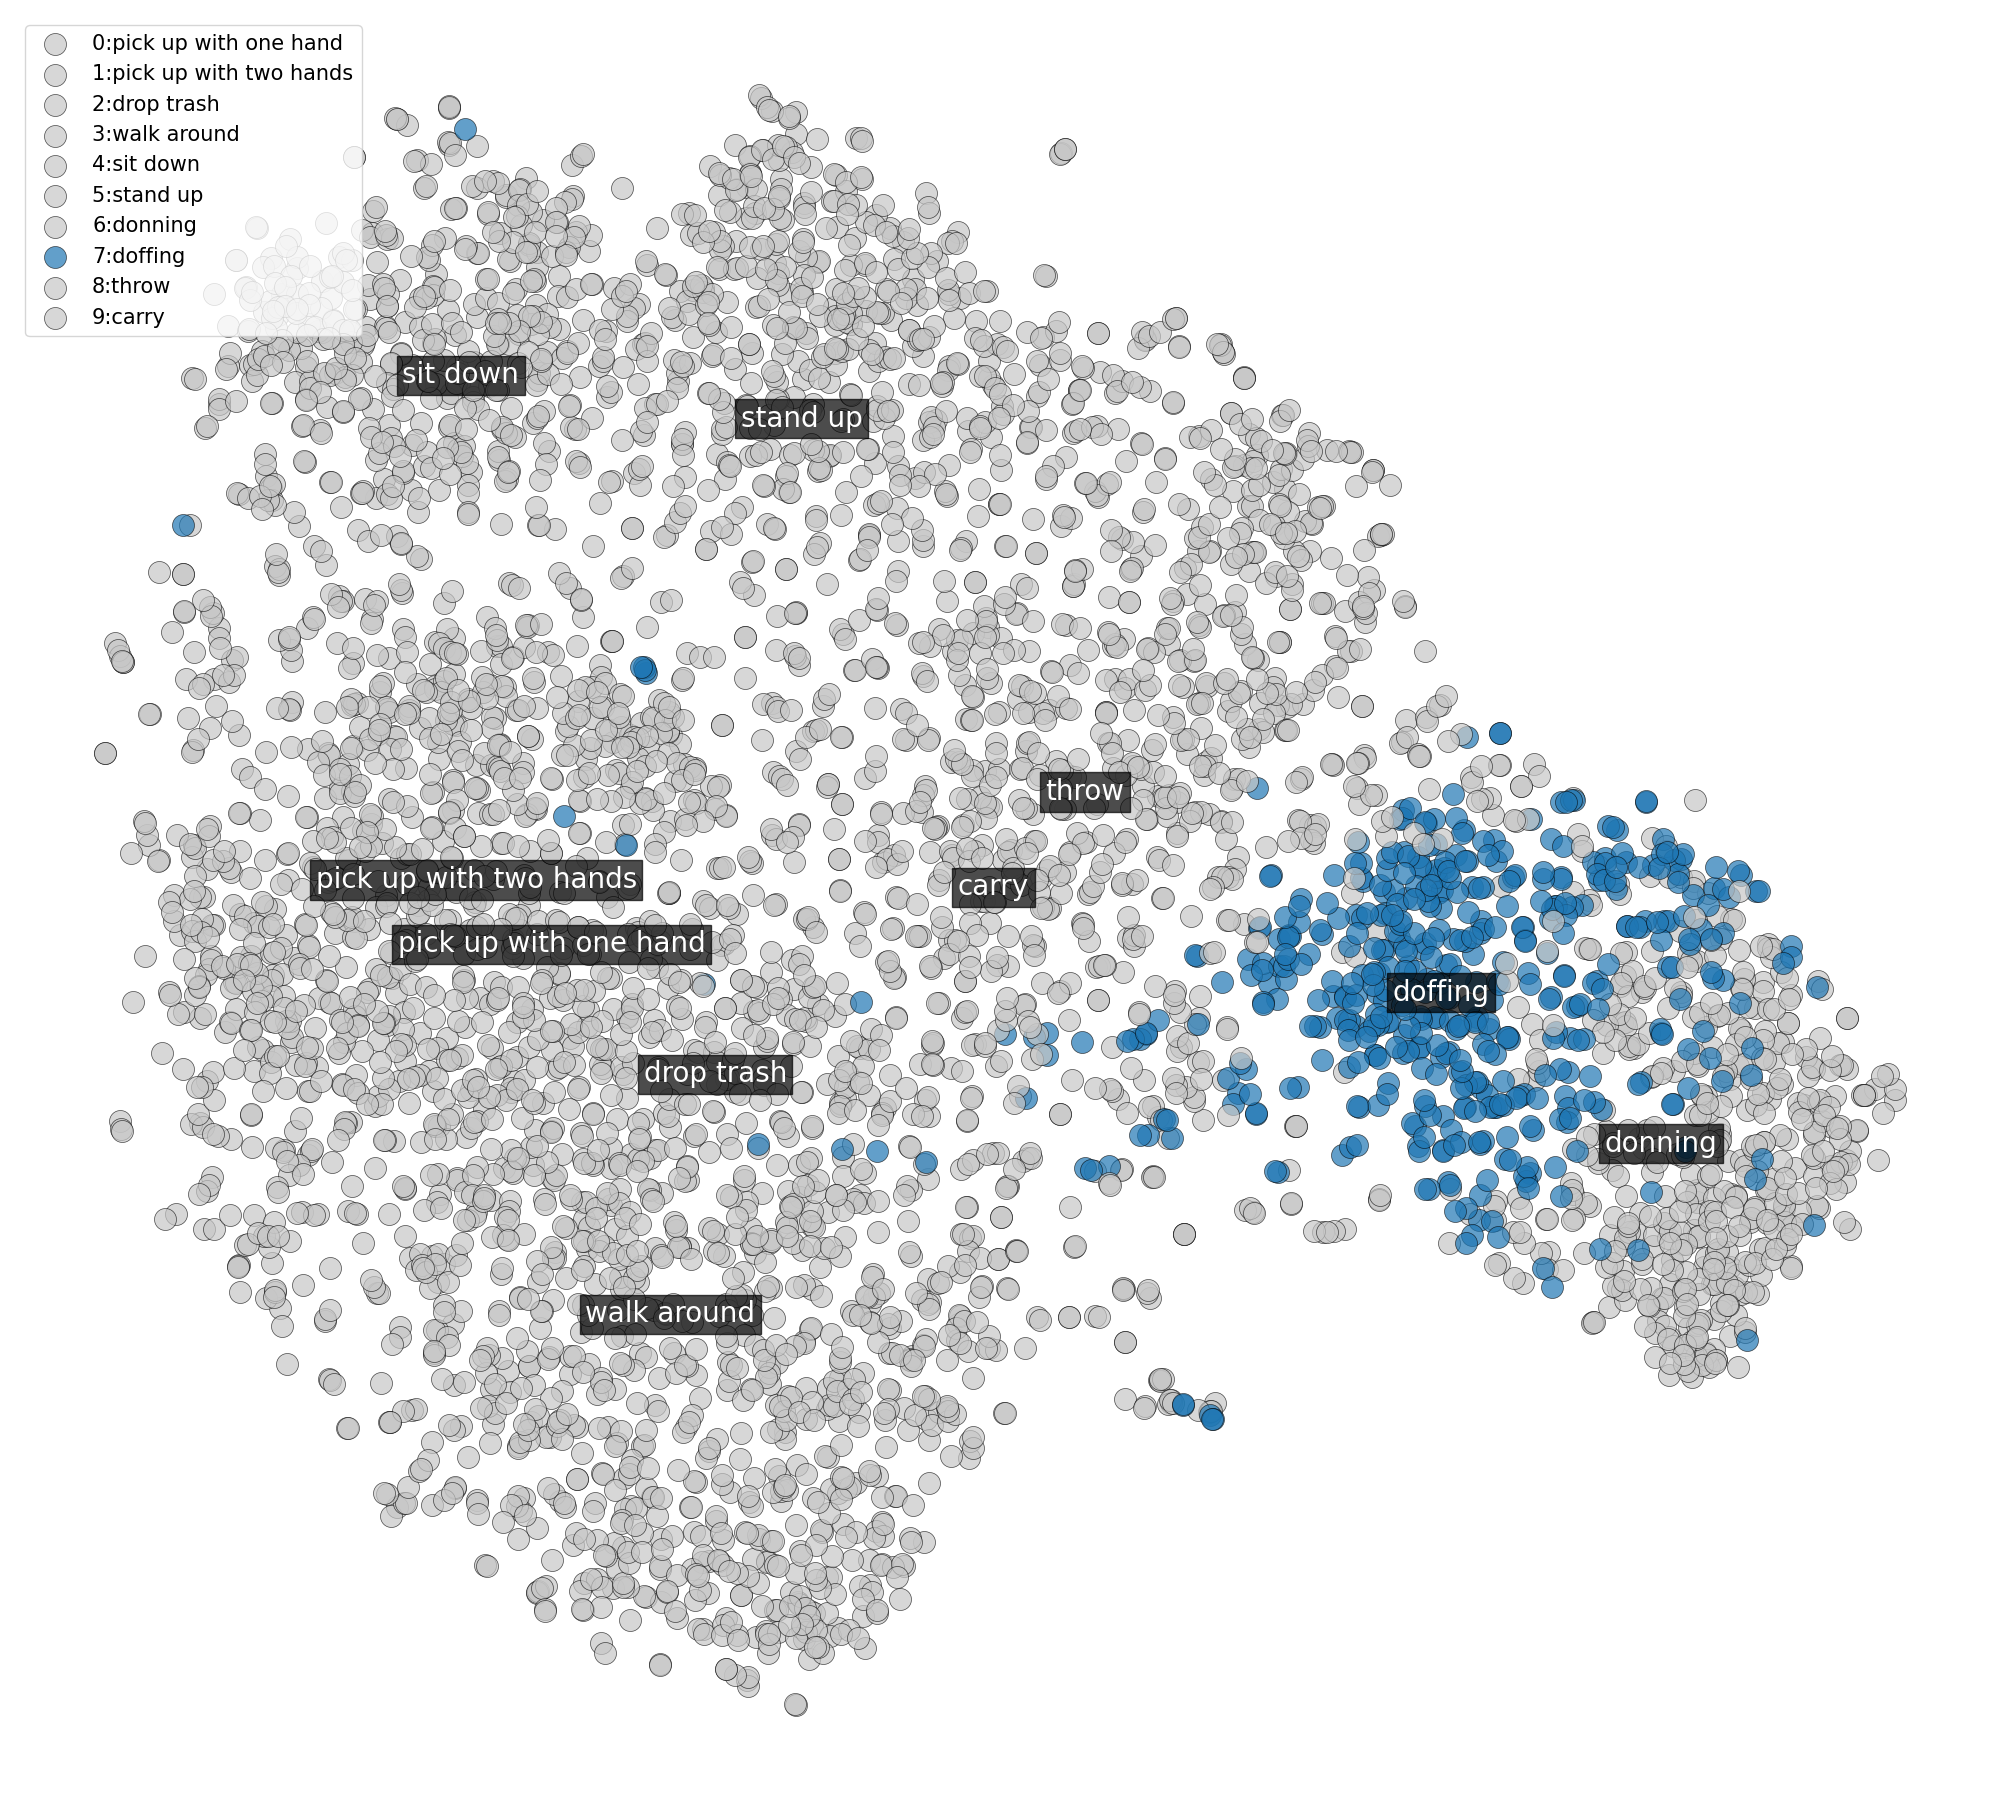 0:pick up with one hand
1:pick up with two hands
2:drop trash
3:walk around
4:sit down
5:stand up
6:donning
7:doffing
8:throw
9:carry
sit down
stand up
throw
pick up with two hands
carry
pick up with one hand
doffing
drop trash
donning
walk around